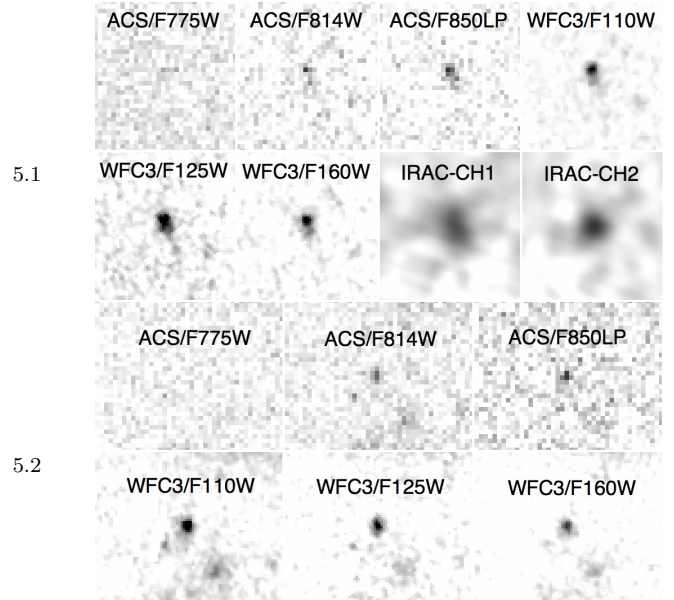 ACS/F775W ACS/F814W ACS/F850LP WFC3/F110W
5.1
WFC3/F125W WFC3/F160W IRAC-CH1 IRAC-CH2
ACS/F775W ACS/F814W ACS/F850LP
5.2
WFC3/F110W WFC3/F125W WFC3/F160W